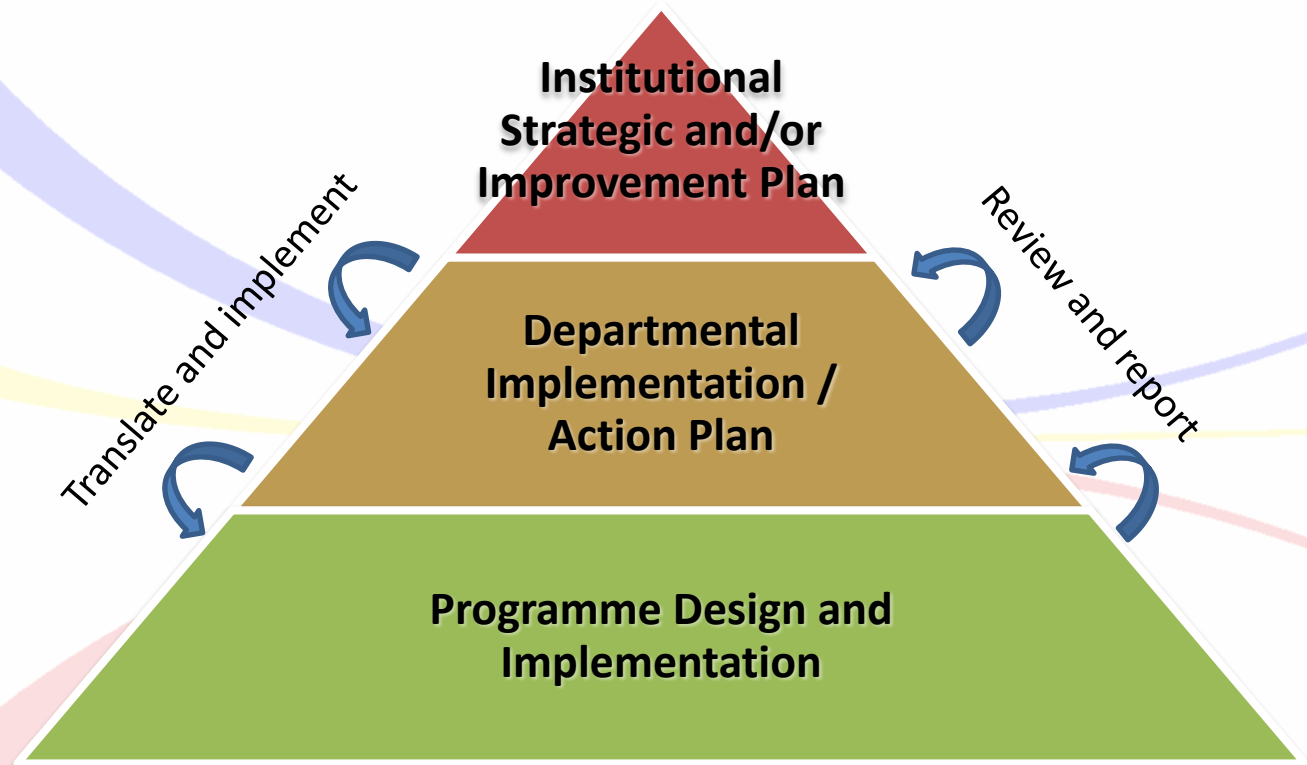 Institutional
Strategic and/or
Improvement Plan
Translate and implement
Review and report
Departmental
Implementation /
Action Plan
Programme Design and
Implementation